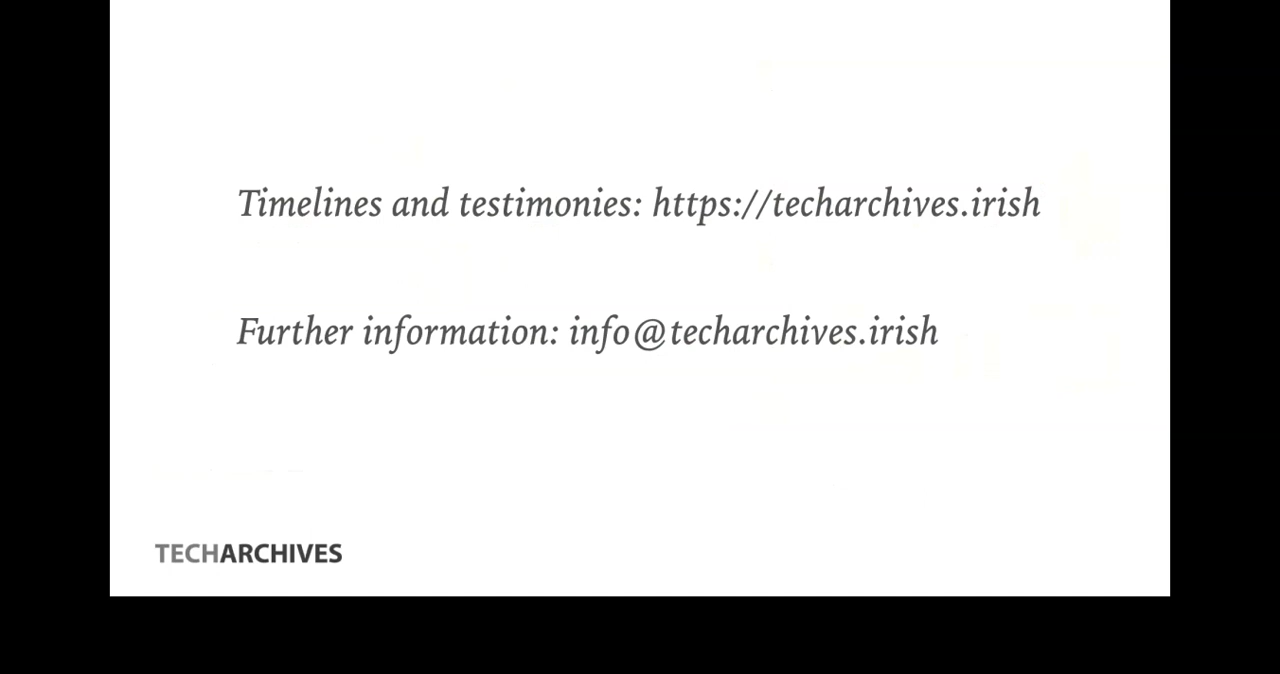 Timelines and testimonies: https://techarchives.irish
Further information: info@techarchives.irish
TECHARCHIVES